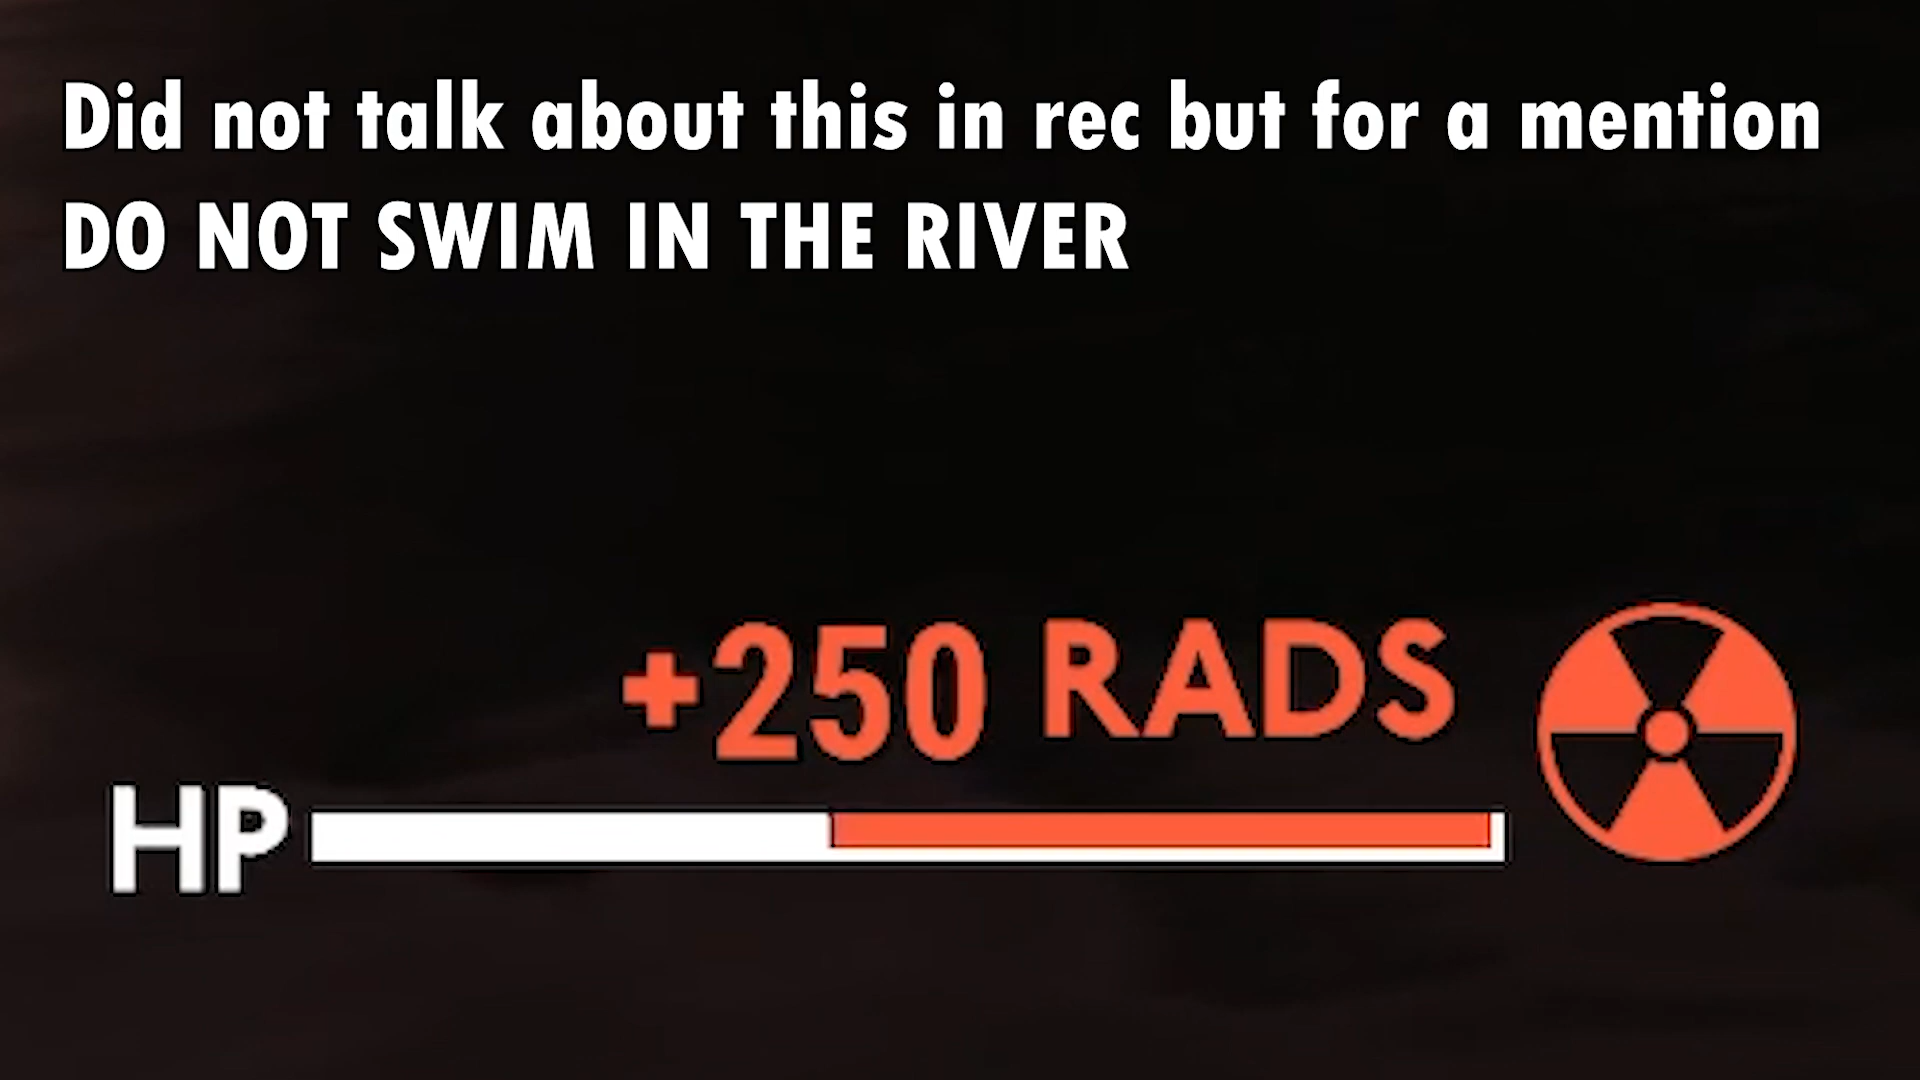 Did not talk about this in rec but for a mention
DO NOT SWIM IN THE RIVER
+250 RADS
HP